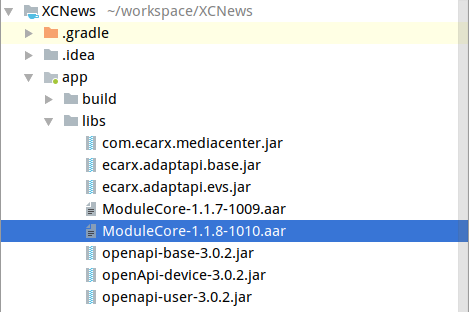 XCNews ~/workspace/XCNews
.gradle
.idea
app
build
libs
com.ecarx.mediacenter.jar
ecarx.adaptapi.base.jar
ecarx.adaptapi.evs.jar
ModuleCore-1.1.7-1009.aar
ModuleCore-1.1.8-1010.aar
openapi-base-3.0.2.jar
openApi-device-3.0.2.jar
openapi-user-3.0.2.jar